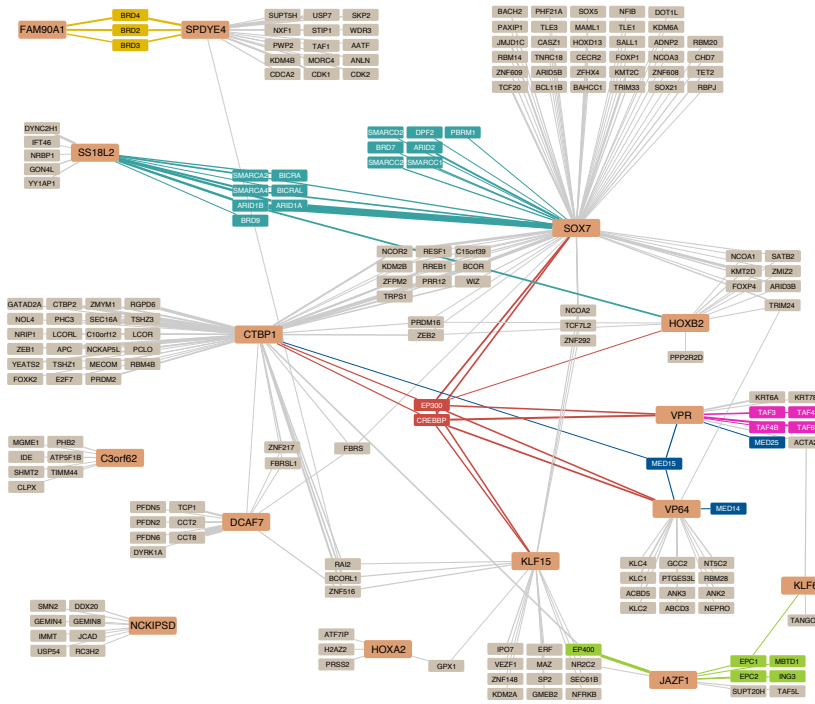 BRD4
BRD2
BRD3
FAM90A1
SPDYE4
SUPT5H USP7 SKP2
NXF1 STIP1 WDR3
PWP2 TAF1 AATF
KDM4B MORC4 ANLN
CDCA2 CDK1 CDK2
BACH2 PHF21A SOX5 NFIB DOT1L
PAXIP1 TLE3 MAML1 TLE1 KDM6A
JMJD1C CASZ1 HOXD13 SALL1 ADNP2 RBM20
RBM14 TNRC18 CECR2 FOXP1 NCOA3 CHD7
ZNF609 ARID5B ZFHX4 KMT2C ZNF608 TET2
TCF20 BCL11B BAHCC1 TRIM33 SOX21 RBPJ
DYNC2H1
IFT46
NRBP1
GON4L
YY1AP1
SS18L2
SMARCD2 DPF2 PBRM1
BRD7 ARID2
SMARCC2 SMARCC1
SMARCA2 BICRA
SMARCA4 BICRAL
ARID1B ARID1A
BRD9
SOX7
NCOR2 RESF1 C15orf39
KDM2B RREB1 BCOR
ZFPM2 PRR12 WIZ
TRPS1
NCOA1 SATB2
KMT2D ZMIZ2
FOXP4 ARID3B
TRIM24
GATAD2A CTBP2 ZMYM1 RGPD6
NOL4 PHC3 SEC16A TSHZ3
NRIP1 LCORL C10orf12 LCOR
ZEB1 APC NCKAP5L PCLO
YEATS2 TSHZ1 MECOM RBM4B
FOXK2 E2F7 PRDM2
CTBP1
PRDM16
ZEB2
NCOA2
TCF7L2
ZNF292
HOXB2
PPP2R2D
EP300
CREBBP
VPR
KRT6A KRT78
TAF3 TAF4
TAF4B TAF6
MED25 ACTA2
MED15
MGME1 PHB2
IDE ATP5F1B
SHMT2 TIMM44
CLPX
C3orf62
ZNF217
FBRSL1
FBRS
PFDN5 TCP1
PFDN2 CCT2
PFDN6 CCT8
DYRK1A
DCAF7
VP64
MED14
RAI2
BCORL1
ZNF516
KLF15
KLC4 GCC2 NT5C2
KLC1 PTGES3L RBM28
ACBD5 ANK3 ANK2
KLC2 ABCD3 NEPRO
KLF6
TANGO
SMN2 DDX20
GEMIN4 GEMIN8
IMMT JCAD
USP54 RC3H2
NCKIPSD
ATF7IP
H2AZ2
PRSS2
HOXA2
GPX1
IPO7 ERF EP400
VEZF1 MAZ NR2C2
ZNF148 SP2 SEC61B
KDM2A GMEB2 NFRKB
JAZF1
EPC1 MBTD1
EPC2 ING3
SUPT20H TAF5L